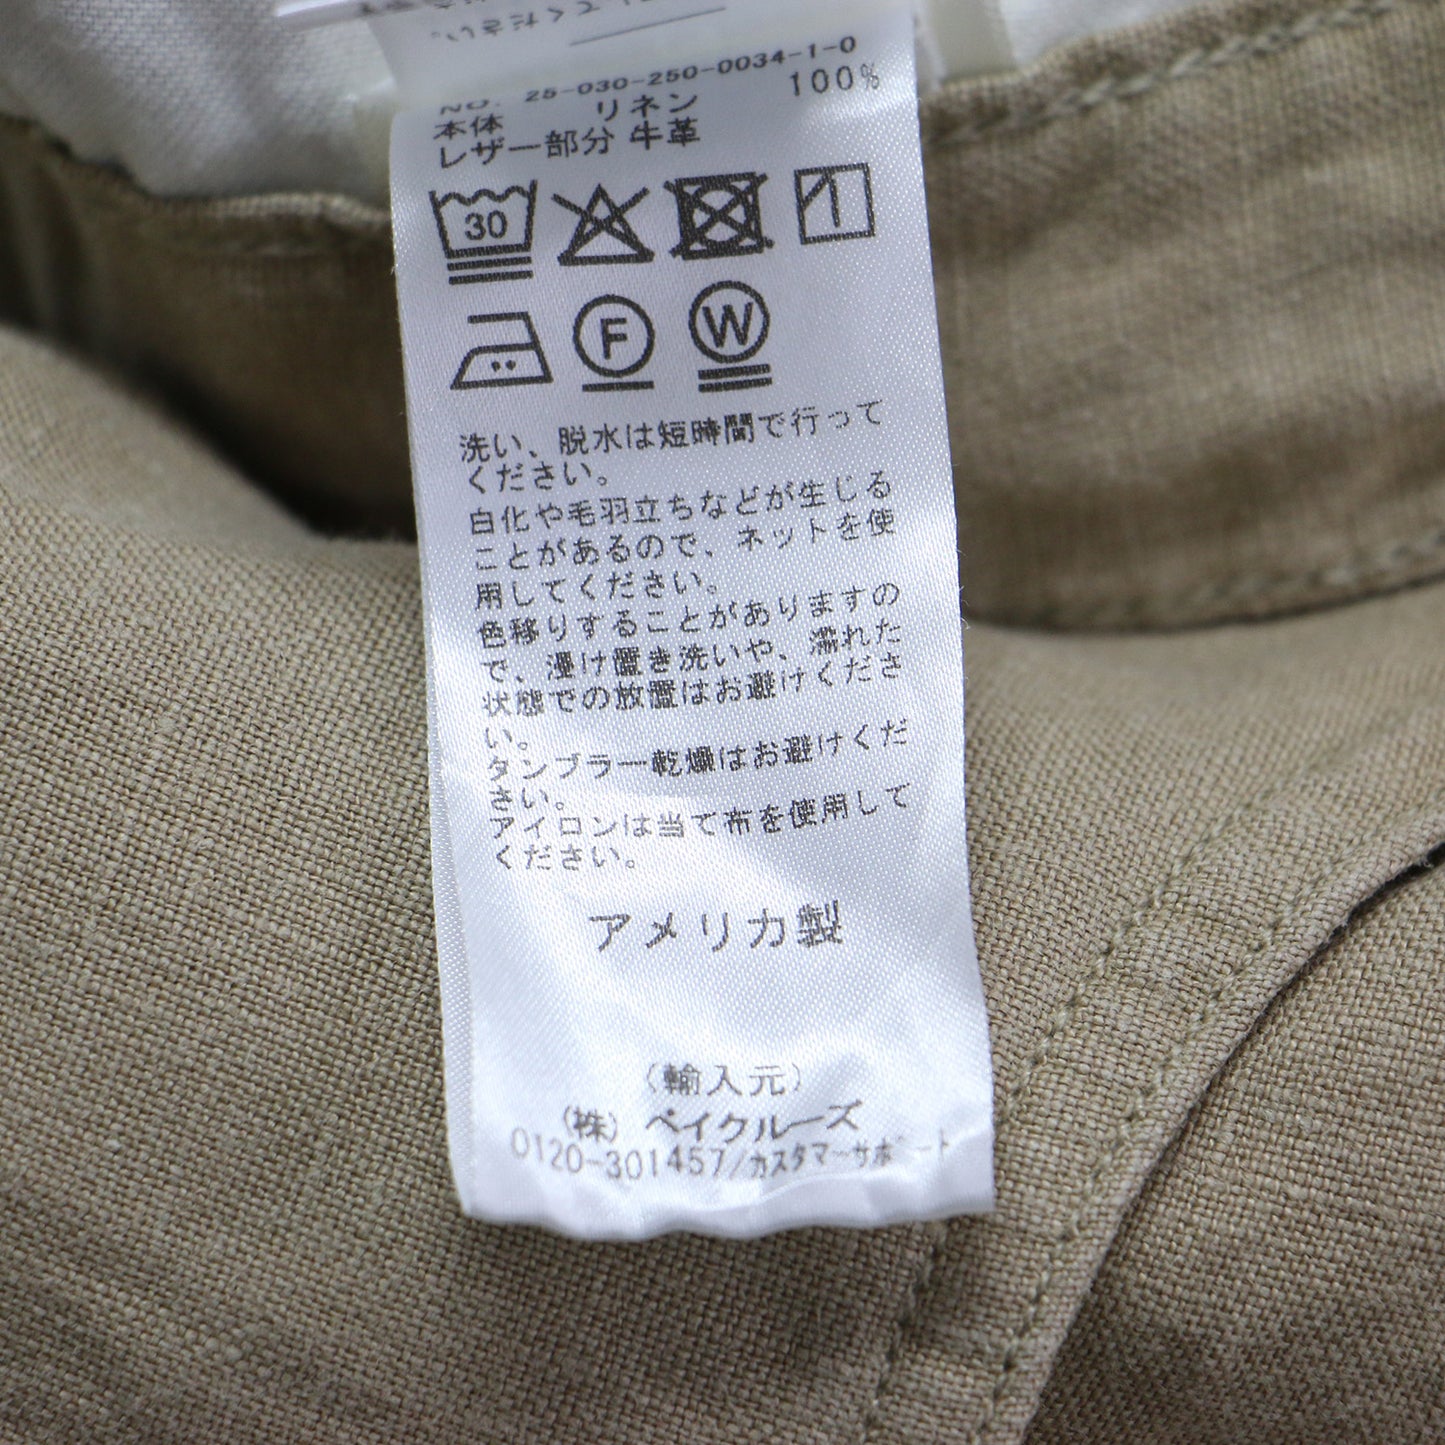 てください。
NO. 25-030-250-0034-1-0
本体 リネン 100%
レザー部分 牛革
30
F W
洗い、脱水は短時間で行って
ください。
白化や毛羽立ちなどが生じる
ことがあるので、ネットを使
用してください。
色移りすることがありますの
で、浸け置き洗いや、濡れた
状態での放置はお避けくださ
い。
タンブラー乾燥はお避けくだ
さい。
アイロンは当て布を使用して
ください。
アメリカ製
（輸入元）
（株）ベイクルーズ
0120-301457/カスタマーサポート